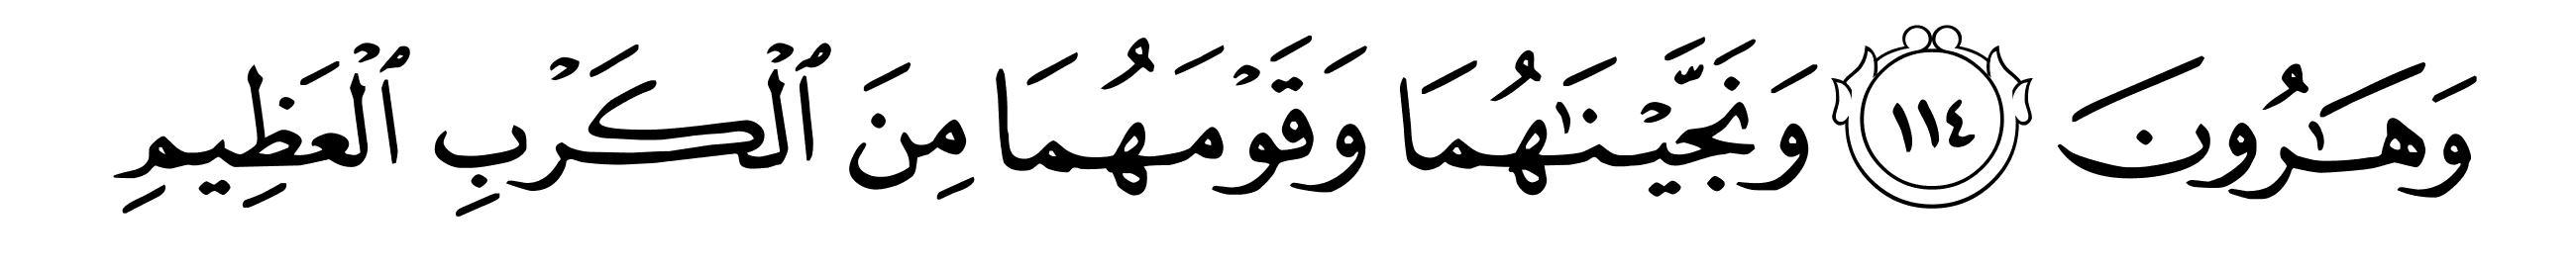 وَهَـٰرُونَ ١١٤ وَنَجَّيْنَـٰهُمَا وَقَوْمَهُمَا مِنَ ٱلْكَرْبِ ٱلْعَظِيمِ